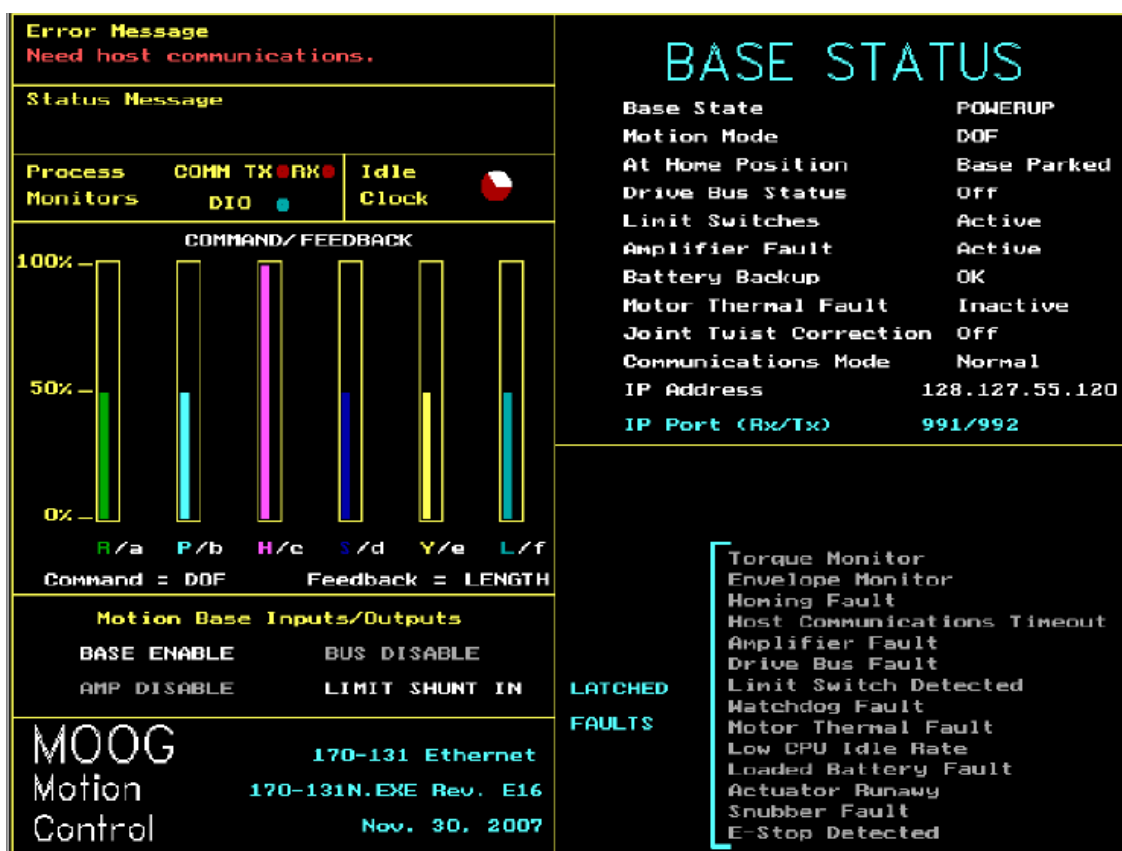 Error Message
Need host communications.
Status Message
Process Monitors
COMM TX RX
DIO
Idle Clock
COMMAND/FEEDBACK
100%
50%
0%
R/a P/b H/c S/d Y/e L/f
Command = DOF Feedback = LENGTH
Motion Base Inputs/Outputs
BASE ENABLE BUS DISABLE
AMP DISABLE LIMIT SHUNT IN
MOOG
Motion
Control
170-131 Ethernet
170-131N.EXE Rev. E16
Nov. 30, 2007
BASE STATUS
Base State POWERUP
Motion Mode DOF
At Home Position Base Parked
Drive Bus Status Off
Limit Switches Active
Amplifier Fault Active
Battery Backup OK
Motor Thermal Fault Inactive
Joint Twist Correction Off
Communications Mode Normal
IP Address 128.127.55.120
IP Port (Rx/Tx) 991/992
LATCHED
FAULTS
Torque Monitor
Envelope Monitor
Homing Fault
Host Communications Timeout
Amplifier Fault
Drive Bus Fault
Limit Switch Detected
Watchdog Fault
Motor Thermal Fault
Low CPU Idle Rate
Loaded Battery Fault
Actuator Runawy
Snubber Fault
E-Stop Detected